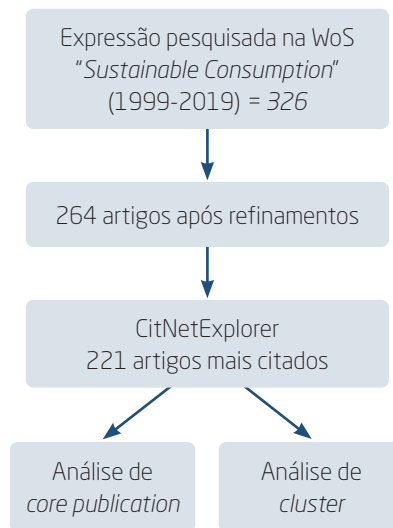 Expressão pesquisada na WoS
“Sustainable Consumption”
(1999-2019) = 326
264 artigos após refinamentos
CitNetExplorer
221 artigos mais citados
Análise de
core publication
Análise de
cluster